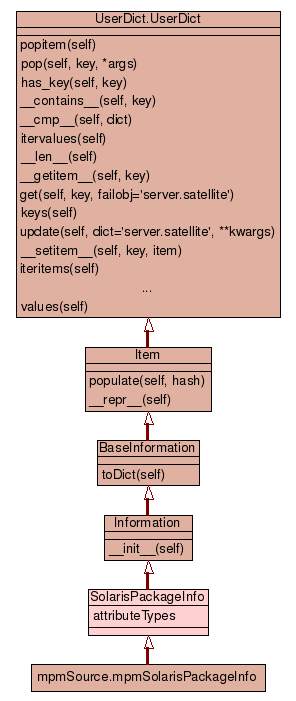 UserDict.UserDict
popitem(self)
pop(self, key, *args)
has_key(self, key)
__contains__(self, key)
__cmp__(self, dict)
itervalues(self)
__len__(self)
__getitem__(self, key)
get(self, key, failobj='server.satellite')
keys(self)
update(self, dict='server.satellite', **kwargs)
__setitem__(self, key, item)
iteritems(self)
...
values(self)
Item
populate(self, hash)
__repr__(self)
BaseInformation
toDict(self)
Information
__init__(self)
SolarisPackageInfo
attributeTypes
mpmSource.mpmSolarisPackageInfo